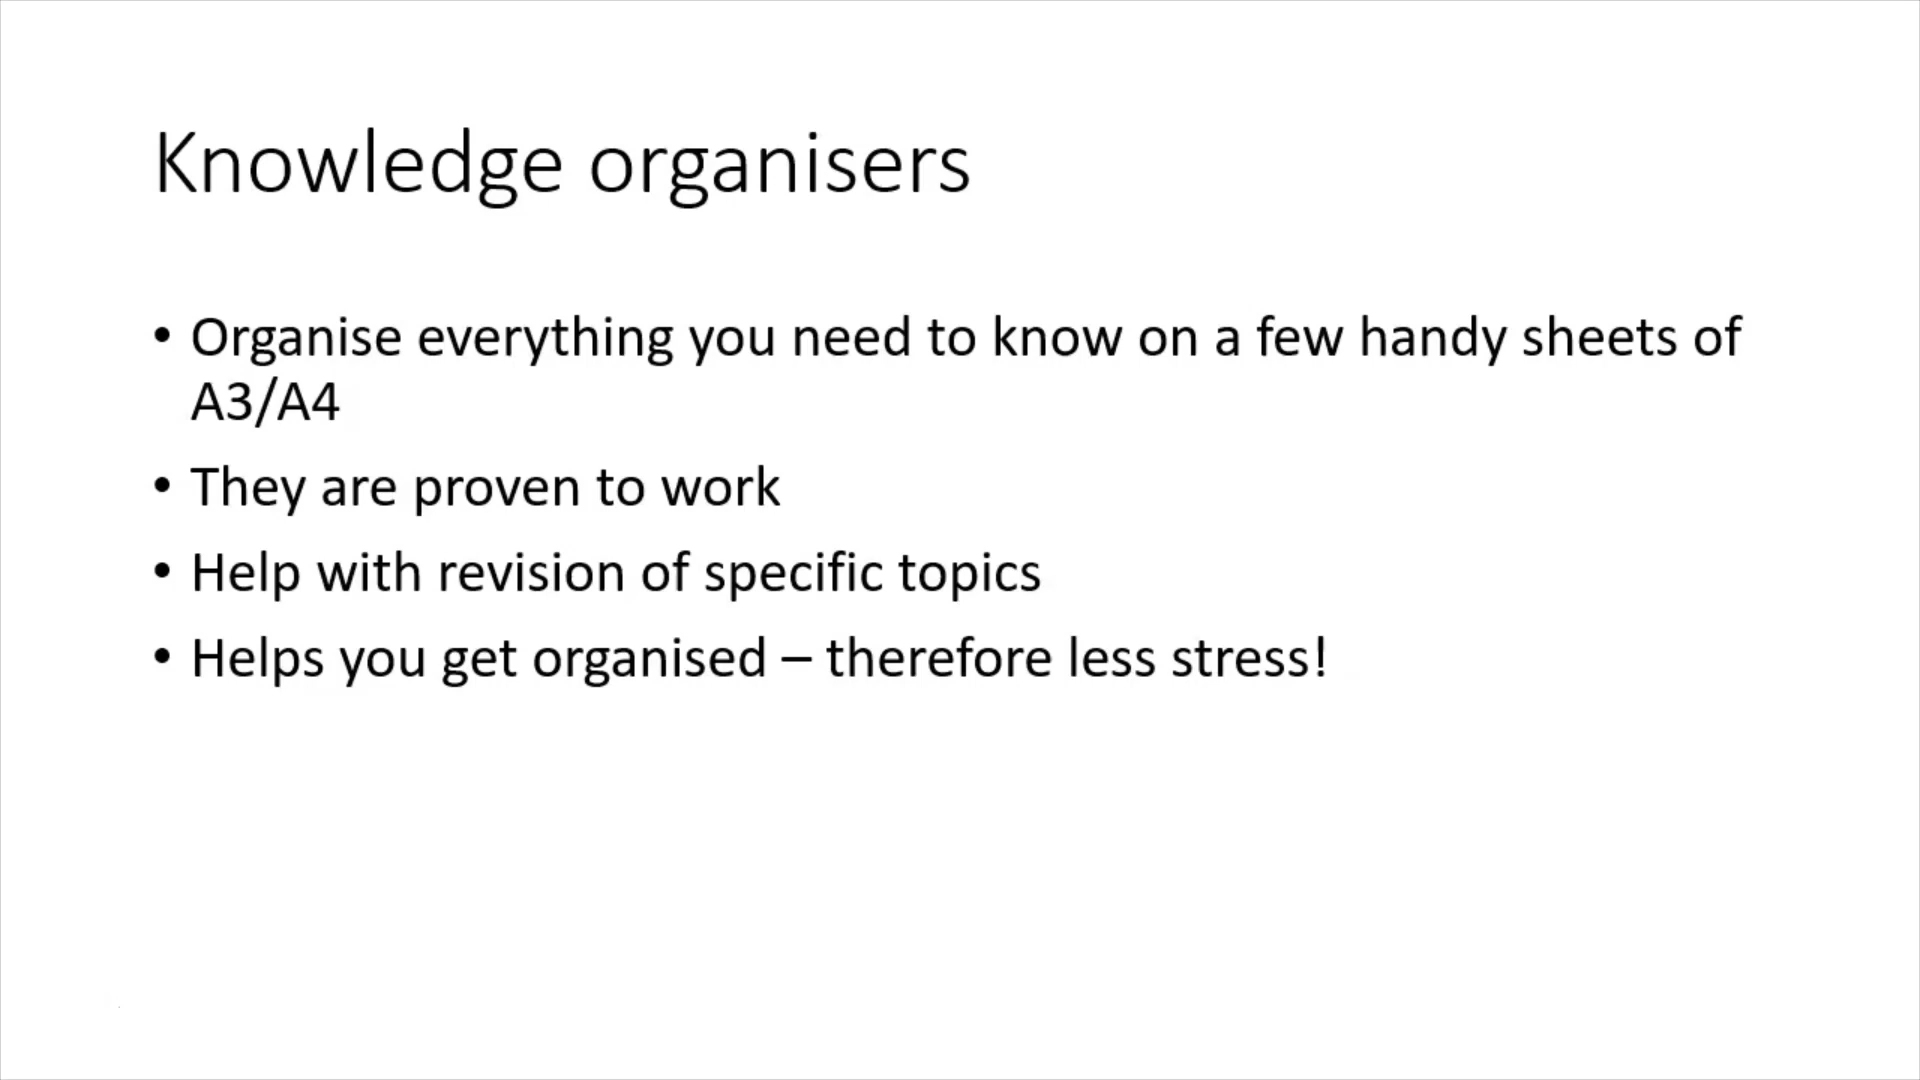 Knowledge organisers
• Organise everything you need to know on a few handy sheets of
A3/A4
• They are proven to work
• Help with revision of specific topics
• Helps you get organised – therefore less stress!